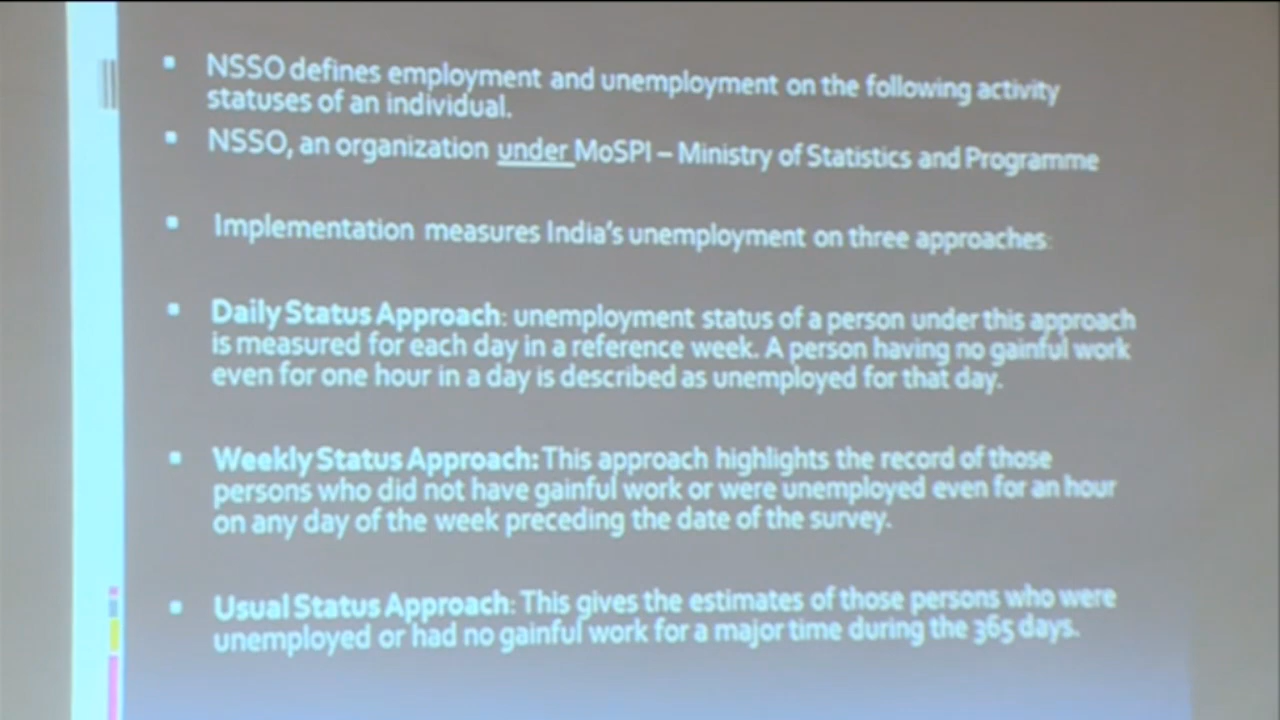 NSSO defines employment and unemployment on the following activity
statuses of an individual.
NSSO, an organization under MoSPI – Ministry of Statistics and Programme
Implementation measures India's unemployment on three approaches:
Daily Status Approach: unemployment status of a person under this approach
is measured for each day in a reference week. A person having no gainful work
even for one hour in a day is described as unemployed for that day.
Weekly Status Approach: This approach highlights the record of those
persons who did not have gainful work or were unemployed even for an hour
on any day of the week preceding the date of the survey.
Usual Status Approach: This gives the estimates of those persons who were
unemployed or had no gainful work for a major time during the 365 days.